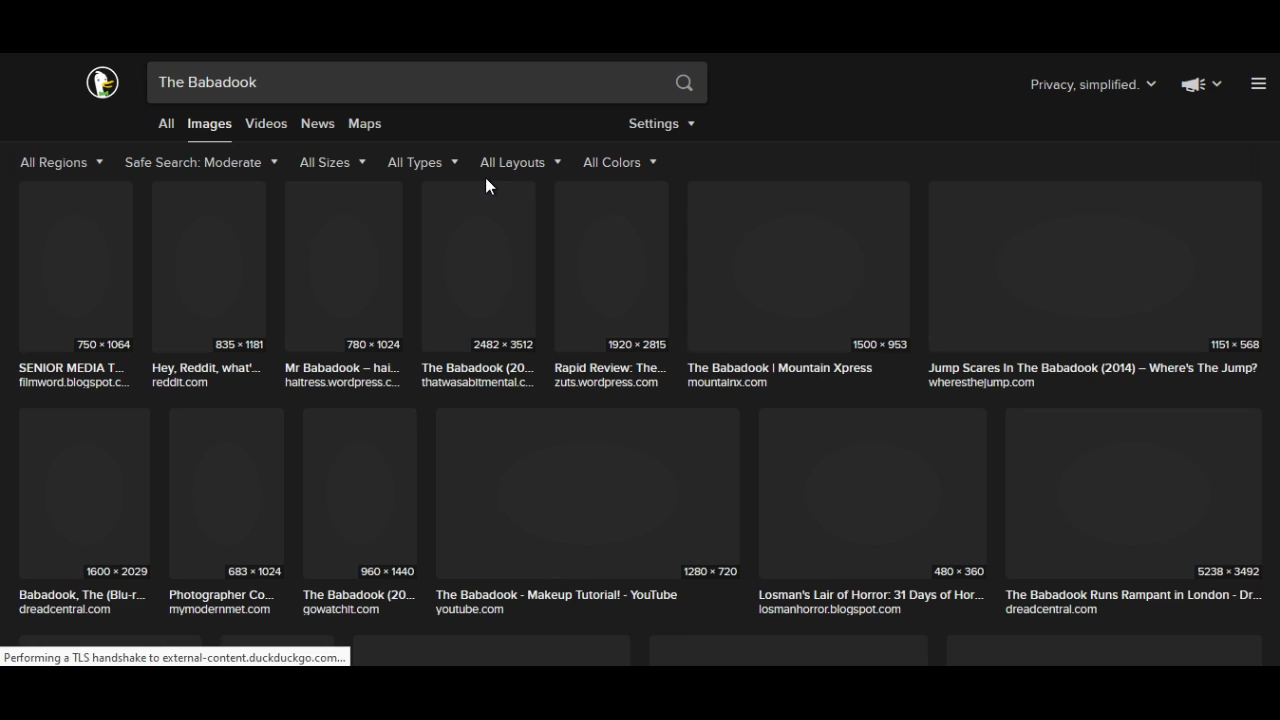 The Babadook
Privacy, simplified.
All Images Videos News Maps Settings
All Regions Safe Search: Moderate All Sizes All Types All Layouts All Colors
750 × 1064 835 × 1181 780 × 1024 2482 × 3512 1920 × 2815 1500 × 953 1151 × 568
SENIOR MEDIA T... Hey, Reddit, what'... Mr Babadook – hai... The Babadook (20... Rapid Review: The... The Babadook | Mountain Xpress Jump Scares In The Babadook (2014) – Where's The Jump?
filmword.blogspot.c... reddit.com haitress.wordpress.c... thatwasabitmental.c... zuts.wordpress.com mountainx.com wheresthejump.com
1600 × 2029 683 × 1024 960 × 1440 1280 × 720 480 × 360 5238 × 3492
Babadook, The (Blu-r... Photographer Co... The Babadook (20... The Babadook - Makeup Tutorial! - YouTube Losman's Lair of Horror: 31 Days of Hor... The Babadook Runs Rampant in London - Dr...
dreadcentral.com mymodernmet.com gowatchit.com youtube.com losmanhorror.blogspot.com dreadcentral.com
Performing a TLS handshake to external-content.duckduckgo.com...